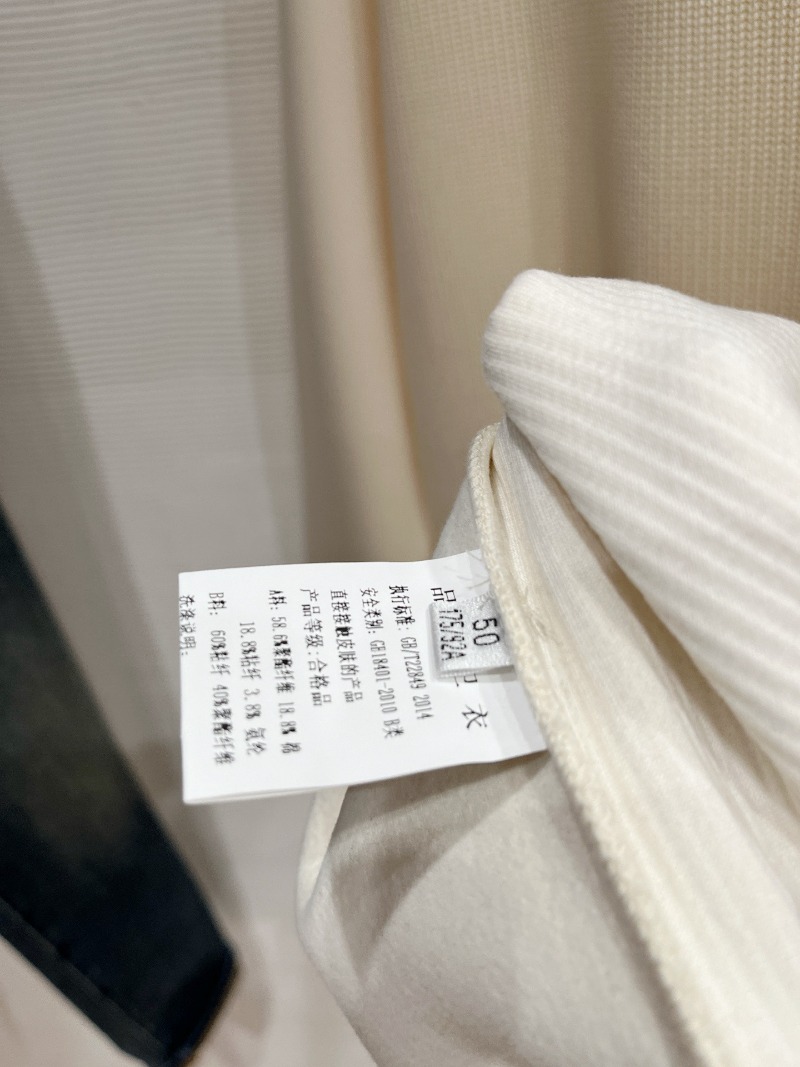 50
175/92A
品
衣
执行标准: GB/T22849 2014
安全类别: GB18401-2010 B类
直接接触皮肤的产品
产品等级:合格品
A料: 58.6%聚酯纤维 18.8% 棉
18.8%粘纤 3.8% 氨纶
B料: 60%粘纤 40%聚酯纤维
洗涤说明: